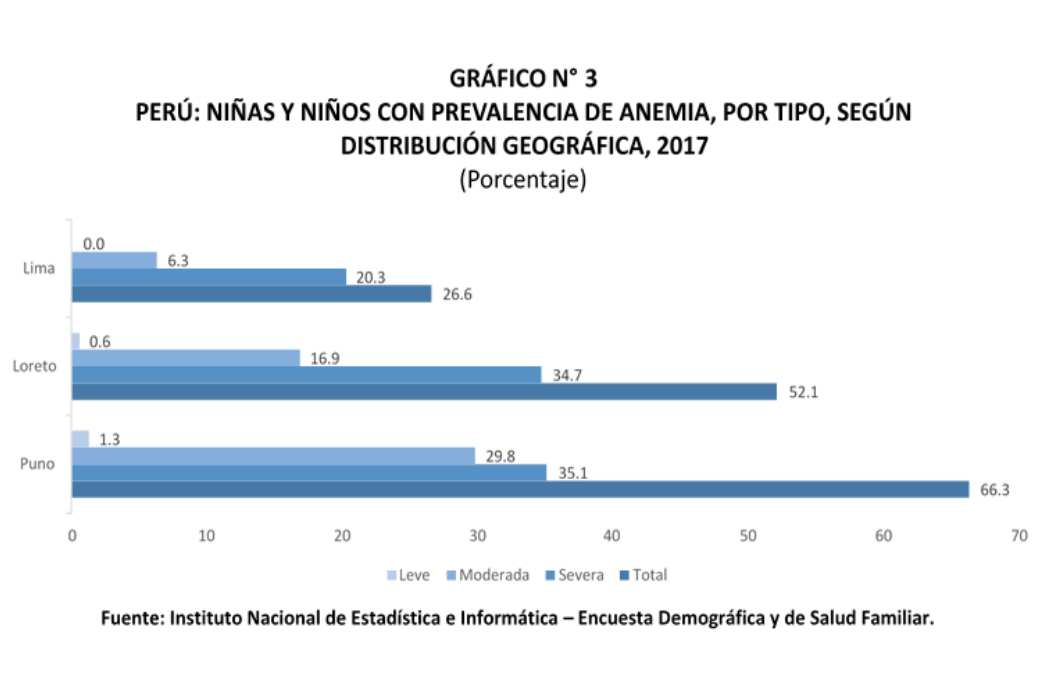 GRÁFICO N° 3
PERÚ: NIÑAS Y NIÑOS CON PREVALENCIA DE ANEMIA, POR TIPO, SEGÚN
DISTRIBUCIÓN GEOGRÁFICA, 2017
(Porcentaje)
0.0
Lima
6.3
20.3
26.6
0.6
Loreto
16.9
34.7
52.1
1.3
Puno
29.8
35.1
66.3
0 10 20 30 40 50 60 70
Leve Moderada Severa Total
Fuente: Instituto Nacional de Estadística e Informática – Encuesta Demográfica y de Salud Familiar.